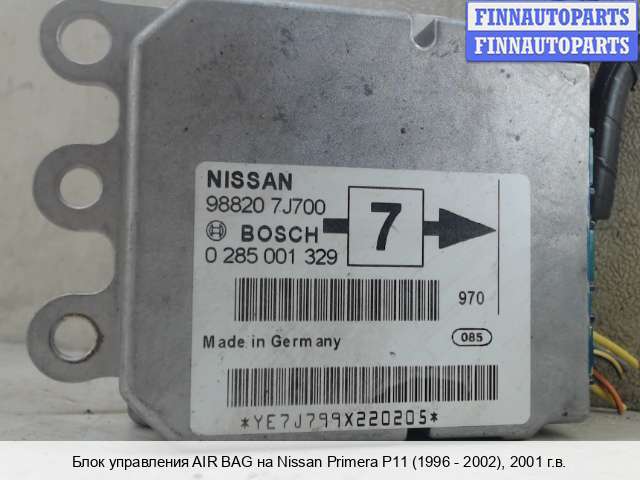 FINNAUTOPARTS
FINNAUTOPARTS
NISSAN
98820 7J700
7
BOSCH
0 285 001 329
970
Made in Germany
085
*YE7J799X220205*
Блок управления AIR BAG на Nissan Primera P11 (1996 - 2002), 2001 г.в.